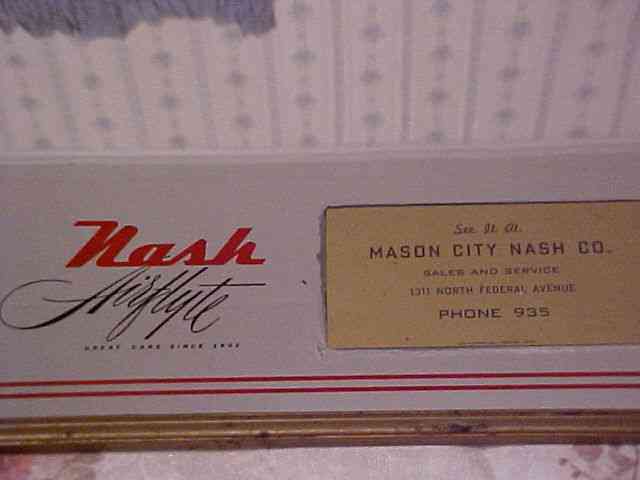 Nash
Airflyte
GREAT CARS SINCE 1902
See It At
MASON CITY NASH CO.
SALES AND SERVICE
1311 NORTH FEDERAL AVENUE
PHONE 935